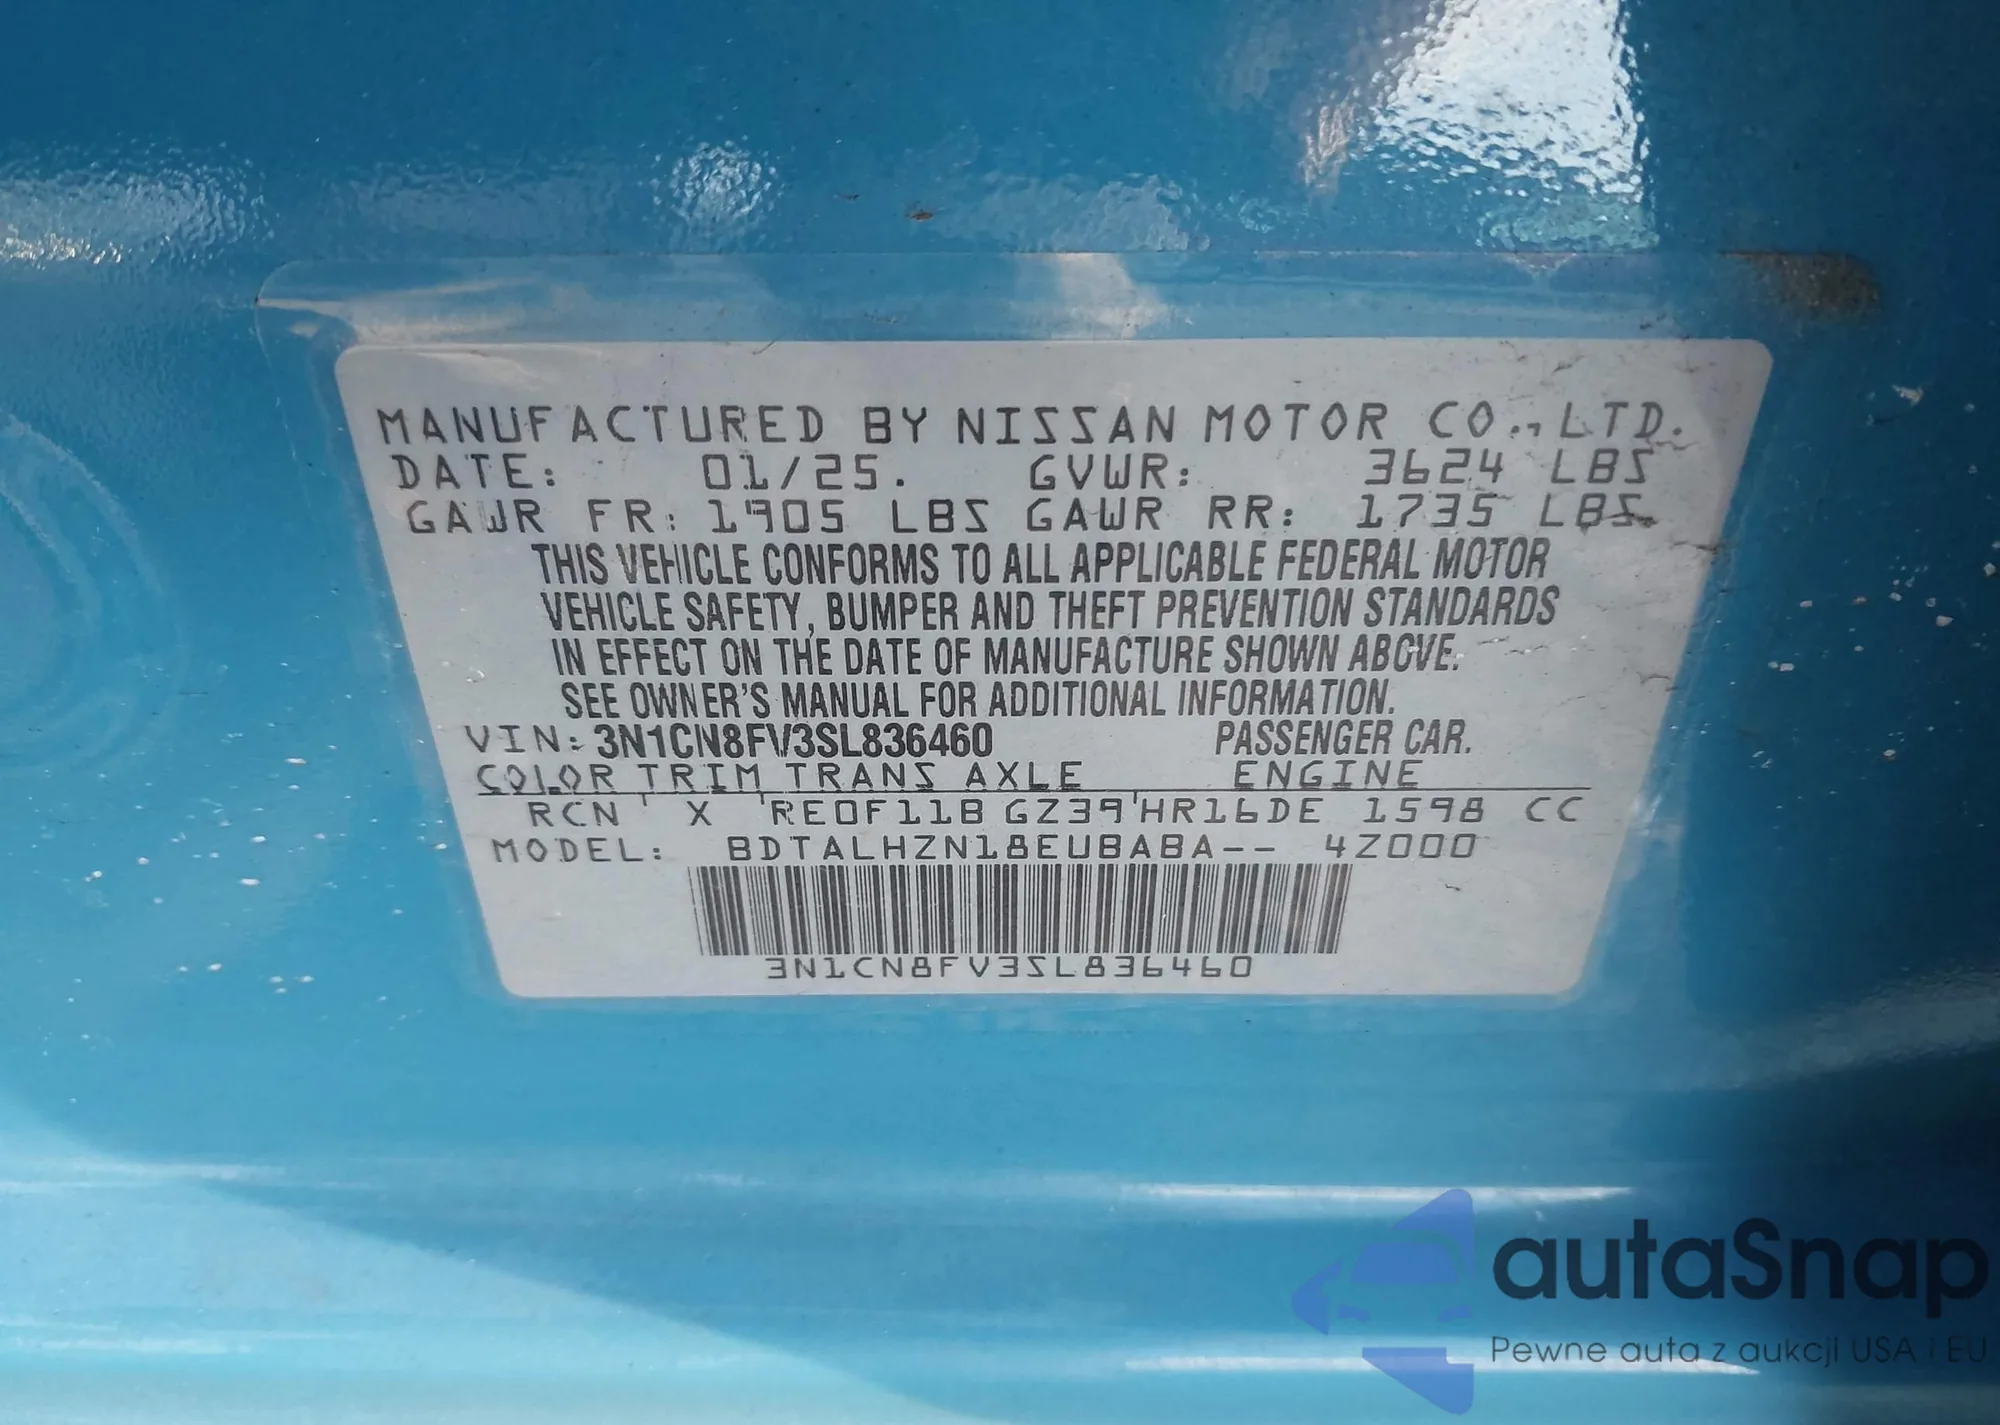 MANUFACTURED BY NISSAN MOTOR CO., LTD.
DATE: 01/25. GVWR: 3624 LBS
GAWR FR: 1905 LBS GAWR RR: 1735 LBS.
THIS VEHICLE CONFORMS TO ALL APPLICABLE FEDERAL MOTOR
VEHICLE SAFETY, BUMPER AND THEFT PREVENTION STANDARDS
IN EFFECT ON THE DATE OF MANUFACTURE SHOWN ABOVE.
SEE OWNER'S MANUAL FOR ADDITIONAL INFORMATION.
VIN: 3N1CN8FV3SL836460 PASSENGER CAR.
COLOR TRIM TRANS AXLE ENGINE
RCN ' X 'RE0F11B GZ39'HR16DE 1598 CC
MODEL: BDTALHZN18EUBABA-- 4Z000
3N1CN8FV3SL836460
autaSnap
Pewne auta z aukcji USA i EU